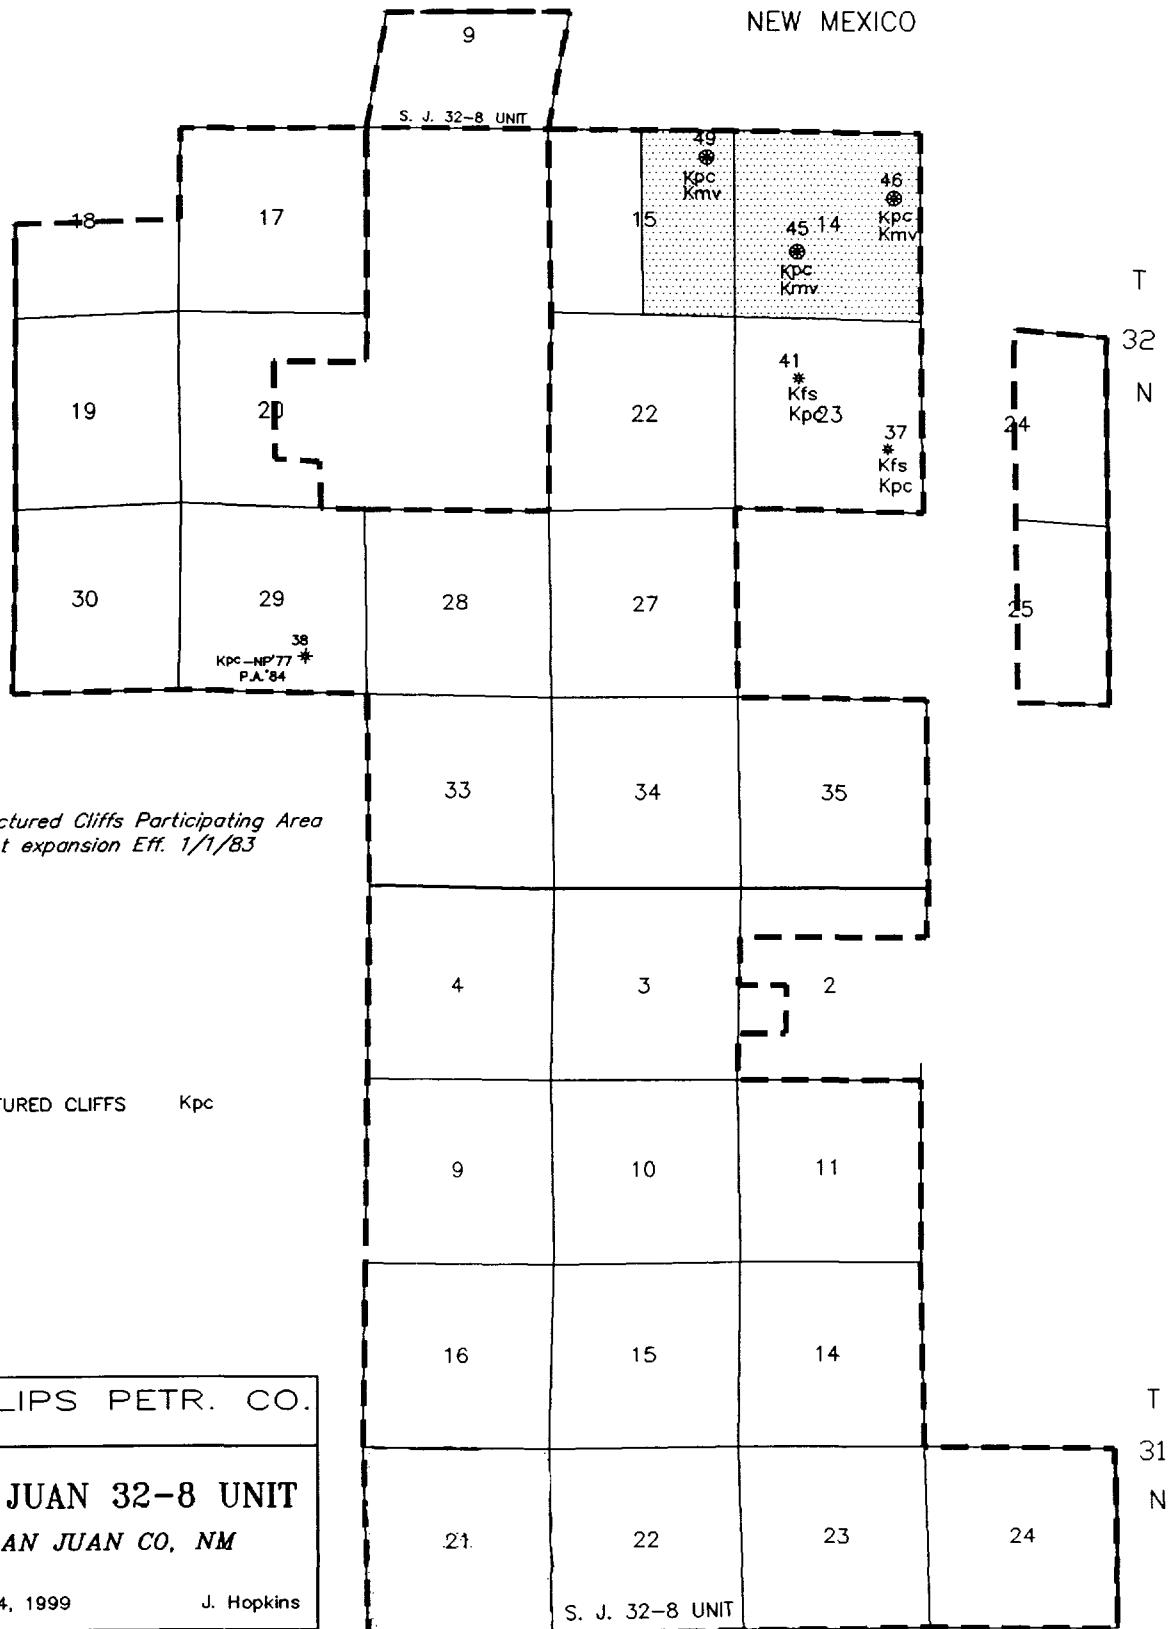 NEW MEXICO
9
S. J. 32-8 UNIT
49
Kpc
Kmv
46
Kpc
Kmv
18
17
15
45
14
Kpc
Kmv
T
32
N
41
Kfs
Kpc
23
37
Kfs
Kpc
19
20
22
24
30
29
28
27
25
38
Kpc-NP'77
P.A.'84
33
34
35
ctured Cliffs Participating Area
t expansion Eff. 1/1/83
4
3
2
TURED CLIFFS Kpc
9
10
11
16
15
14
LIPS PETR. CO.
T
31
N
JUAN 32-8 UNIT
AN JUAN CO, NM
4, 1999 J. Hopkins
21
22
23
24
S. J. 32-8 UNIT